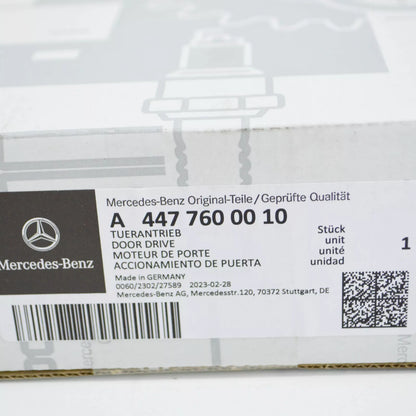 Mercedes-Benz Original-Teile/Geprüfte Qualität
A 447 760 00 10
TUERANTRIEB
DOOR DRIVE
MOTEUR DE PORTE
ACCIONAMIENTO DE PUERTA
Stück
unit
unité
unidad
1
Mercedes-Benz
Made in GERMANY
0060/2302/27589 2023-02-28
Mercedes-Benz AG, Mercedesstr.120, 70372 Stuttgart, DE